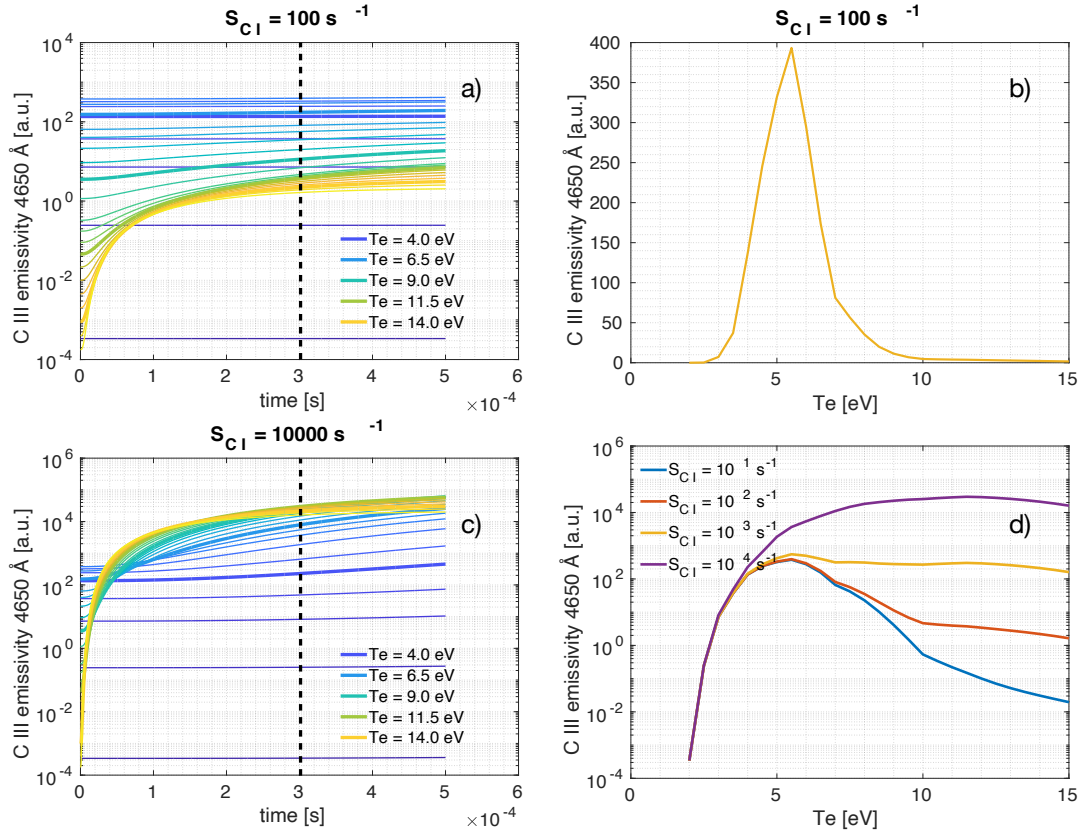 S_{C I} = 100 s^{-1}
a)
C III emissivity 4650 Å [a.u.]
10^4
10^2
10^0
10^{-2}
10^{-4}
Te = 4.0 eV
Te = 6.5 eV
Te = 9.0 eV
Te = 11.5 eV
Te = 14.0 eV
0 1 2 3 4 5 6
time [s]
×10^{-4}
S_{C I} = 100 s^{-1}
b)
C III emissivity 4650 Å [a.u.]
400
350
300
250
200
150
100
50
0
0 5 10 15
Te [eV]
S_{C I} = 10000 s^{-1}
c)
C III emissivity 4650 Å [a.u.]
10^6
10^4
10^2
10^0
10^{-2}
10^{-4}
Te = 4.0 eV
Te = 6.5 eV
Te = 9.0 eV
Te = 11.5 eV
Te = 14.0 eV
0 1 2 3 4 5 6
time [s]
×10^{-4}
d)
C III emissivity 4650 Å [a.u.]
10^6
10^4
10^2
10^0
10^{-2}
10^{-4}
S_{C I} = 10^1 s^{-1}
S_{C I} = 10^2 s^{-1}
S_{C I} = 10^3 s^{-1}
S_{C I} = 10^4 s^{-1}
0 5 10 15
Te [eV]